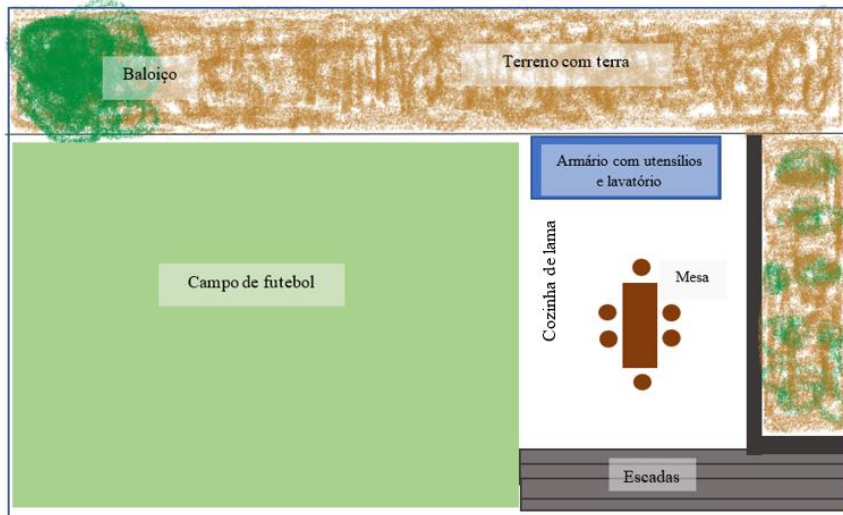 Baloiço
Terreno com terra
Armário com utensílios
e lavatório
Campo de futebol
Cozinha de lama
Mesa
Escadas